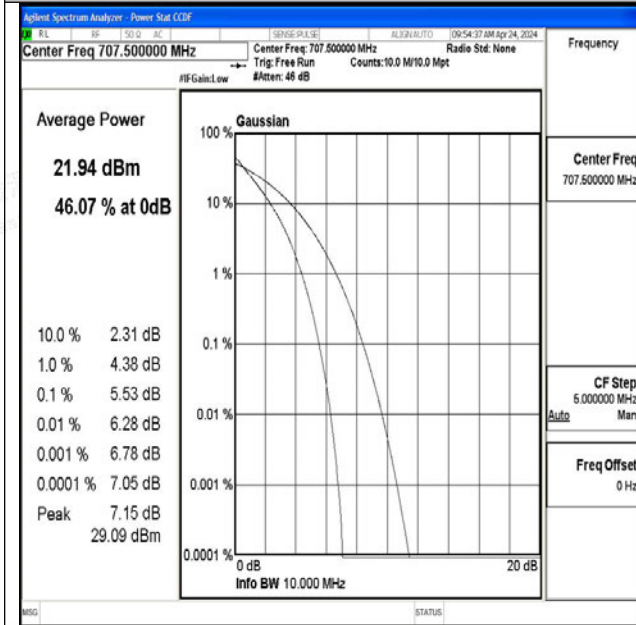 Agilent Spectrum Analyzer - Power Stat CCDF
RL RF 50 Ω AC SENSE:PULSE ALIGNAUTO 09:54:37 AM Apr 24, 2024
Center Freq 707.500000 MHz
Center Freq: 707.500000 MHz Radio Std: None
Trig: Free Run Counts:10.0 M/10.0 Mpt
#IFGain:Low #Atten: 46 dB
Frequency
Average Power
21.94 dBm
46.07 % at 0dB
10.0 % 2.31 dB
1.0 % 4.38 dB
0.1 % 5.53 dB
0.01 % 6.28 dB
0.001 % 6.78 dB
0.0001 % 7.05 dB
Peak 7.15 dB
29.09 dBm
Gaussian
100 %
10 %
1 %
0.1 %
0.01 %
0.001 %
0.0001 %
0 dB 20 dB
Info BW 10.000 MHz
Center Freq
707.500000 MHz
CF Step
5.000000 MHz
Auto Man
Freq Offset
0 Hz
MSG STATUS